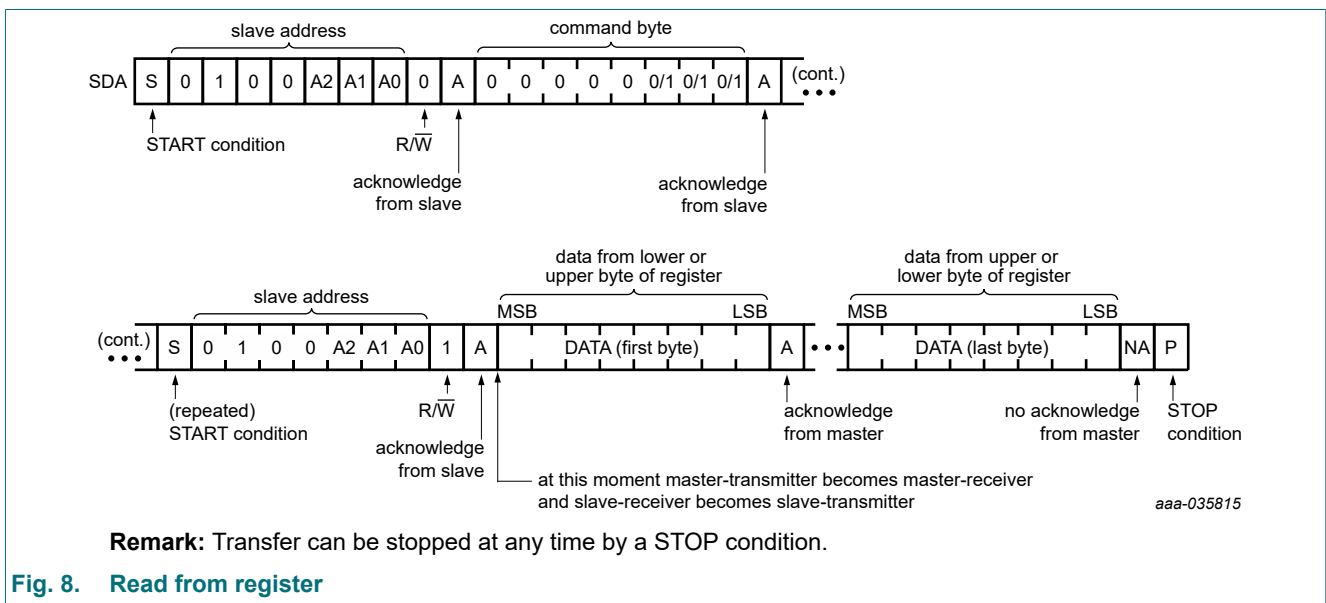 slave address
command byte
SDA S 0 1 0 0 A2 A1 A0 0 A 0 0 0 0 0 0/1 0/1 0/1 A (cont.)
START condition
R/W̅
acknowledge
from slave
acknowledge
from slave
data from lower or
upper byte of register
data from upper or
lower byte of register
slave address
MSB LSB MSB LSB
(cont.) S 0 1 0 0 A2 A1 A0 1 A DATA (first byte) A DATA (last byte) NA P
(repeated)
START condition
R/W̅
acknowledge
from slave
acknowledge
from master
no acknowledge
from master
STOP
condition
at this moment master-transmitter becomes master-receiver
and slave-receiver becomes slave-transmitter
aaa-035815
Remark: Transfer can be stopped at any time by a STOP condition.
Fig. 8. Read from register